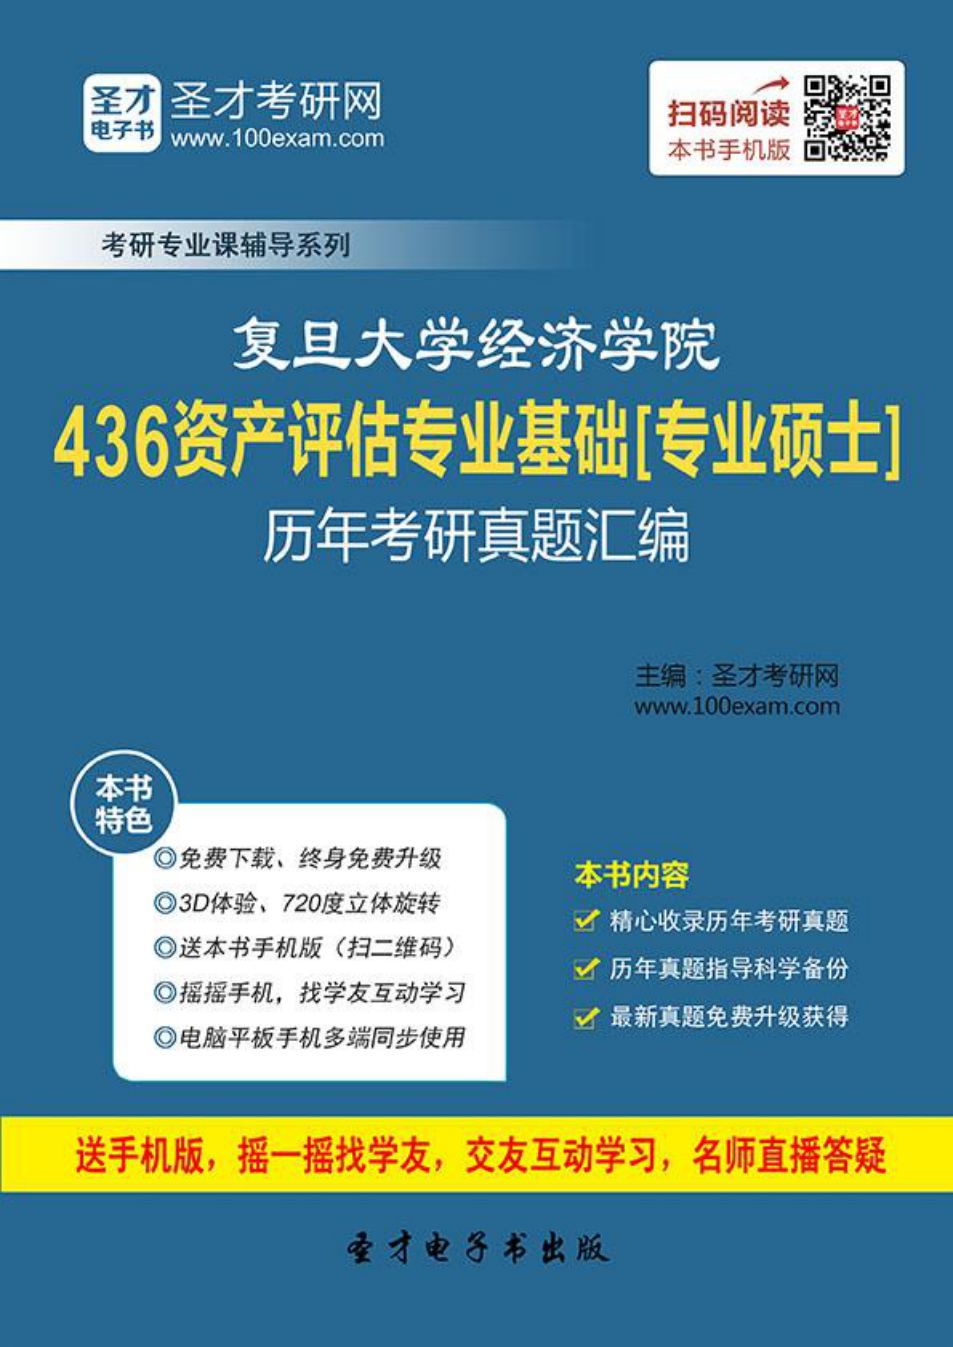 圣才
电子书
圣才考研网
www.100exam.com
扫码阅读
本书手机版
圣才
电子书
考研专业课辅导系列
复旦大学经济学院
436资产评估专业基础[专业硕士]
历年考研真题汇编
主编：圣才考研网
www.100exam.com
本书
特色
◎免费下载、终身免费升级
◎3D体验、720度立体旋转
◎送本书手机版（扫二维码）
◎摇摇手机，找学友互动学习
◎电脑平板手机多端同步使用
本书内容
精心收录历年考研真题
历年真题指导科学备份
最新真题免费升级获得
送手机版，摇一摇找学友，交友互动学习，名师直播答疑
圣才电子书出版